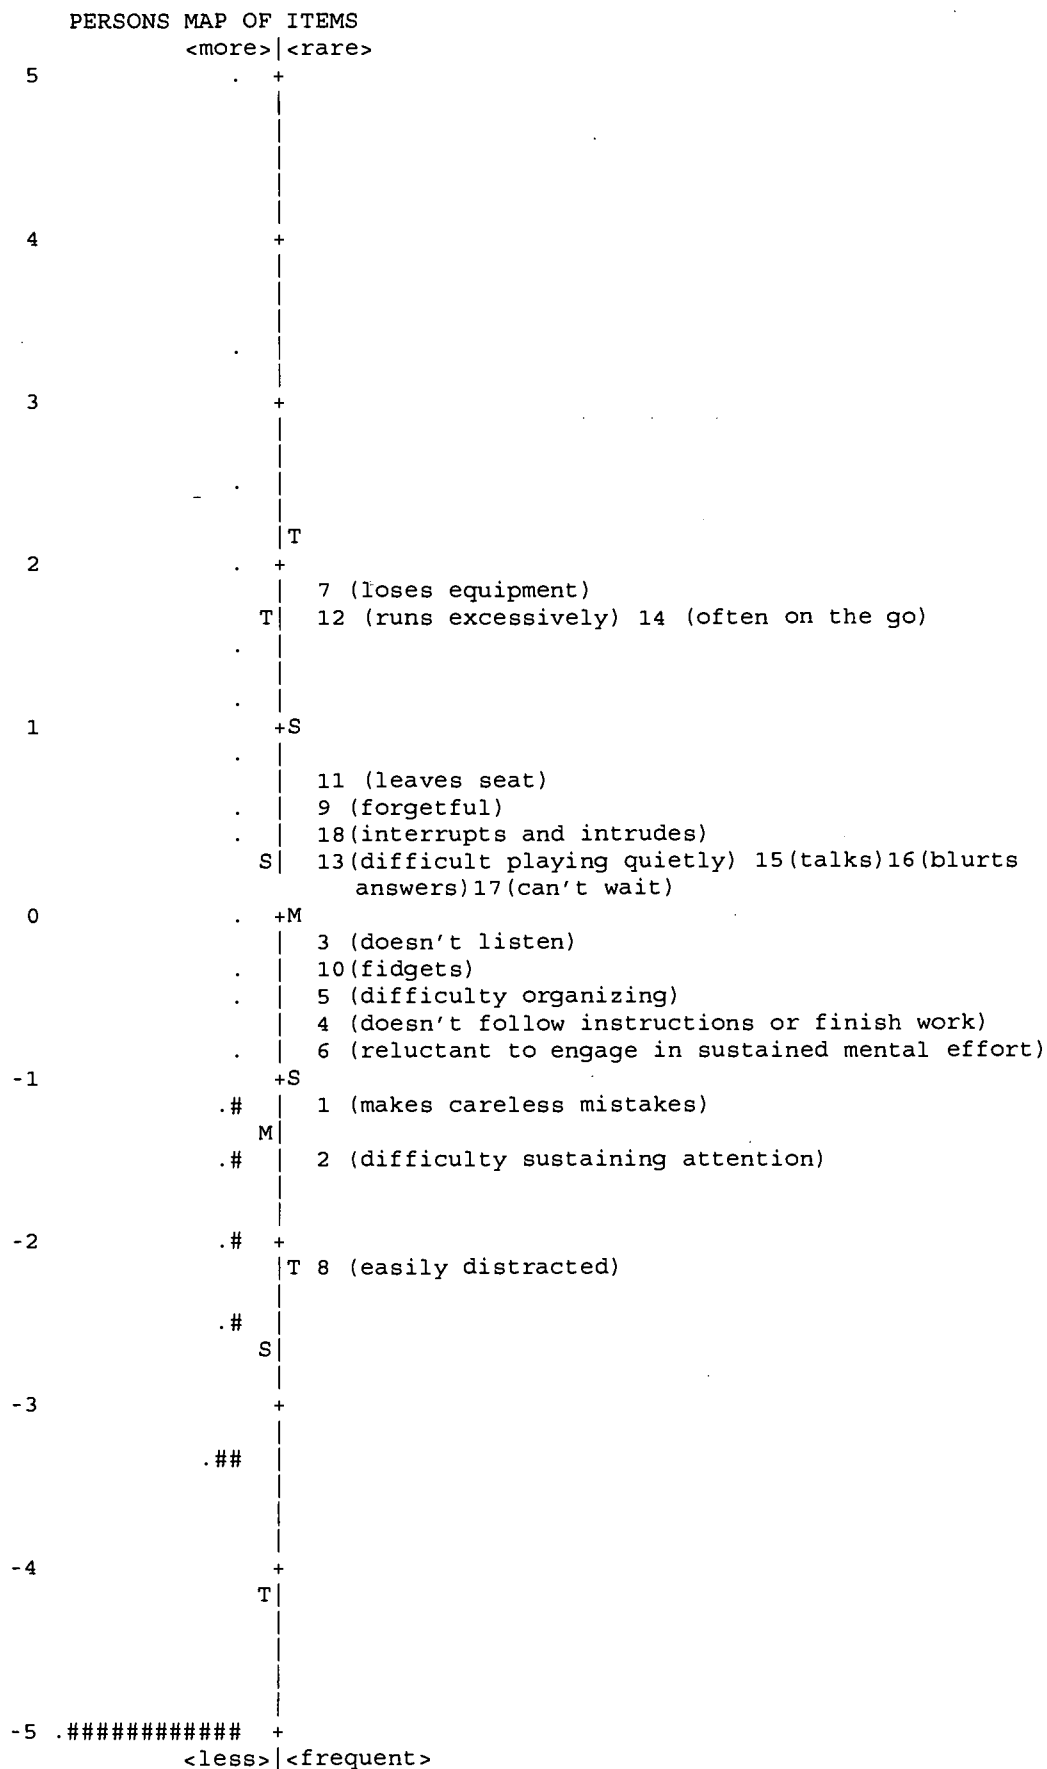 PERSONS MAP OF ITEMS
<more>|<rare>
5 . +
|
|
|
|
|
4 +
|
|
|
. |
|
3 +
|
|
. |
|
|T
2 . +
| 7 (loses equipment)
T| 12 (runs excessively) 14 (often on the go)
. |
|
. |
1 +S
. |
| 11 (leaves seat)
. | 9 (forgetful)
. | 18(interrupts and intrudes)
S| 13(difficult playing quietly) 15(talks)16(blurts
answers)17(can't wait)
0 . +M
| 3 (doesn't listen)
. | 10(fidgets)
. | 5 (difficulty organizing)
| 4 (doesn't follow instructions or finish work)
. | 6 (reluctant to engage in sustained mental effort)
-1 +S
.# | 1 (makes careless mistakes)
M|
.# | 2 (difficulty sustaining attention)
|
|
-2 .# +
|T 8 (easily distracted)
|
.# |
S|
|
-3 +
|
.## |
|
|
|
-4 +
T|
|
|
|
|
-5 .############ +
<less>|<frequent>